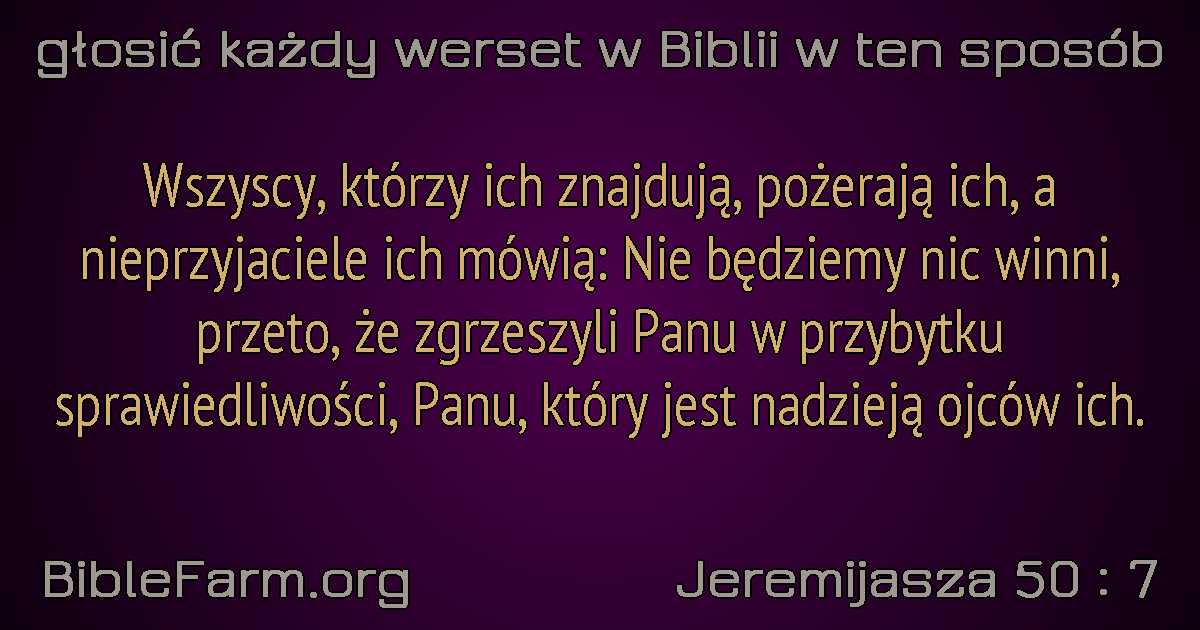 głosić każdy werset w Biblii w ten sposób
Wszyscy, którzy ich znajdują, pożerają ich, a
nieprzyjaciele ich mówią: Nie będziemy nic winni,
przeto, że zgrzeszyli Panu w przybytku
sprawiedliwości, Panu, który jest nadzieją ojców ich.
BibleFarm.org
Jeremijasza 50 : 7